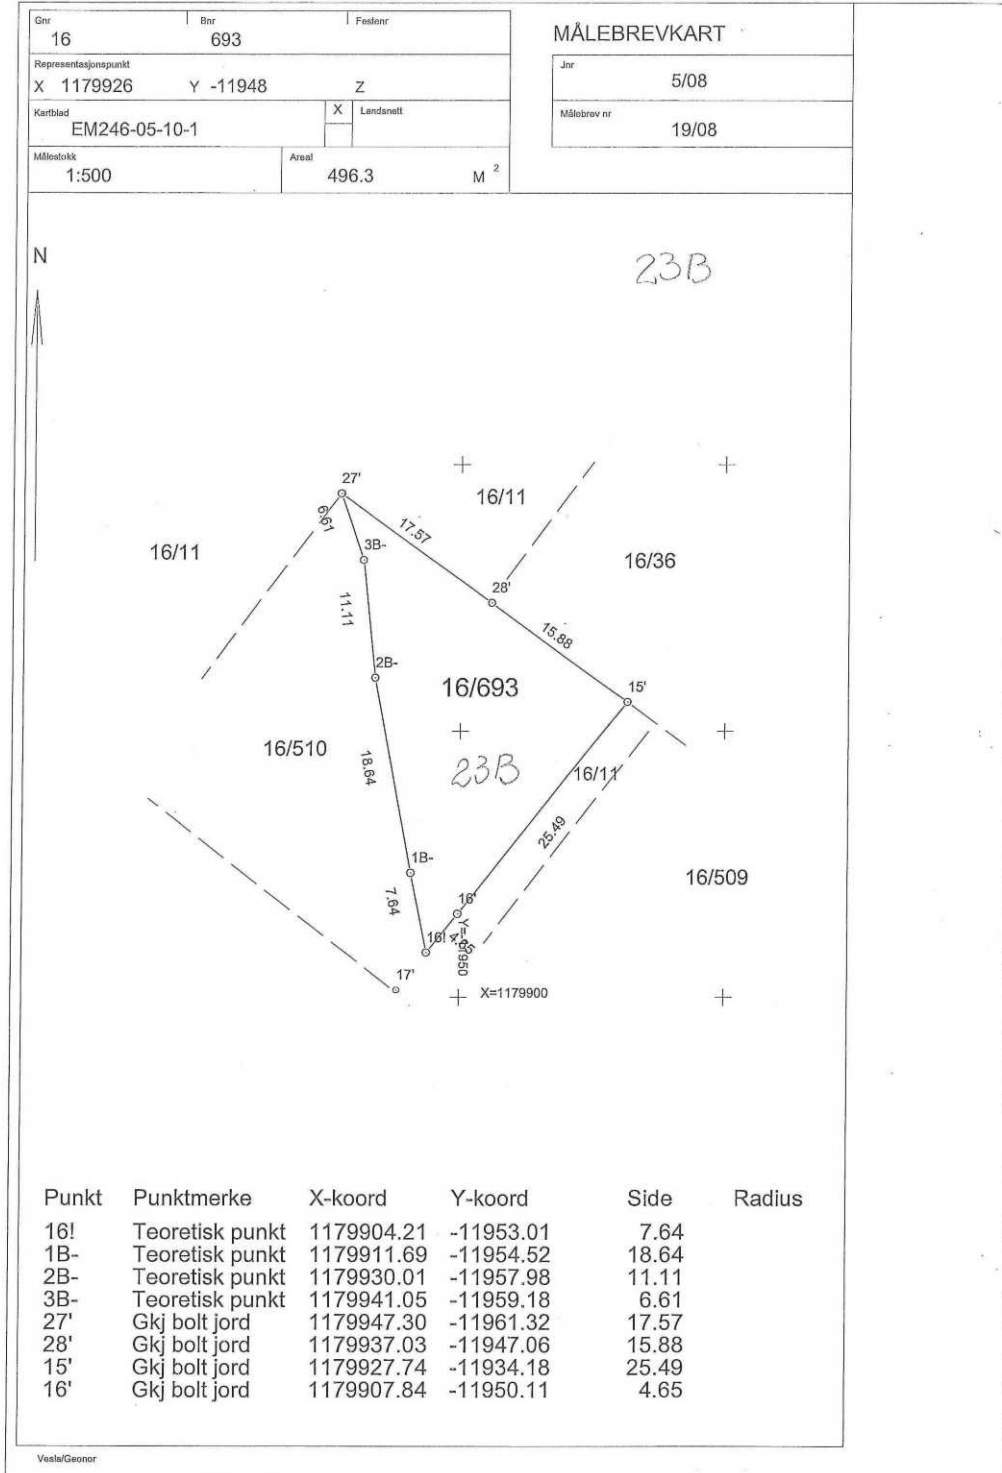 Gnr Bnr Festenr
16 693
MÅLEBREVKART
Representasjonspunkt
X 1179926 Y -11948 Z
Jnr
5/08
Kartblad X Landsnett
EM246-05-10-1
Målebrev nr
19/08
Målestokk Areal
1:500 496.3 M 2
N
23B
27'
16/11
6.61
17.57
3B-
16/11
16/36
28'
11.11
15.88
2B-
16/693
15'
16/510
18.64
23B
16/11
25.49
1B-
16/509
7.64
16'
16!
4.65
17'
X=1179900
Punkt Punktmerke X-koord Y-koord Side Radius
16! Teoretisk punkt 1179904.21 -11953.01 7.64
1B- Teoretisk punkt 1179911.69 -11954.52 18.64
2B- Teoretisk punkt 1179930.01 -11957.98 11.11
3B- Teoretisk punkt 1179941.05 -11959.18 6.61
27' Gkj bolt jord 1179947.30 -11961.32 17.57
28' Gkj bolt jord 1179937.03 -11947.06 15.88
15' Gkj bolt jord 1179927.74 -11934.18 25.49
16' Gkj bolt jord 1179907.84 -11950.11 4.65
Vesla/Geonor